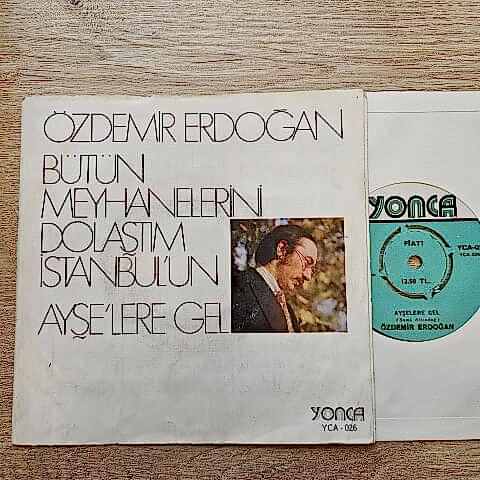 ÖZDEMİR ERDOĞAN
BÜTÜN
MEYHANELERİNİ
DOLAŞTIM
İSTANBUL'UN
AYŞE'LERE GEL
YONCA
YCA - 026
YONCA
FİATI
12.50 TL.
AYŞELERE GEL
ÖZDEMİR ERDOĞAN